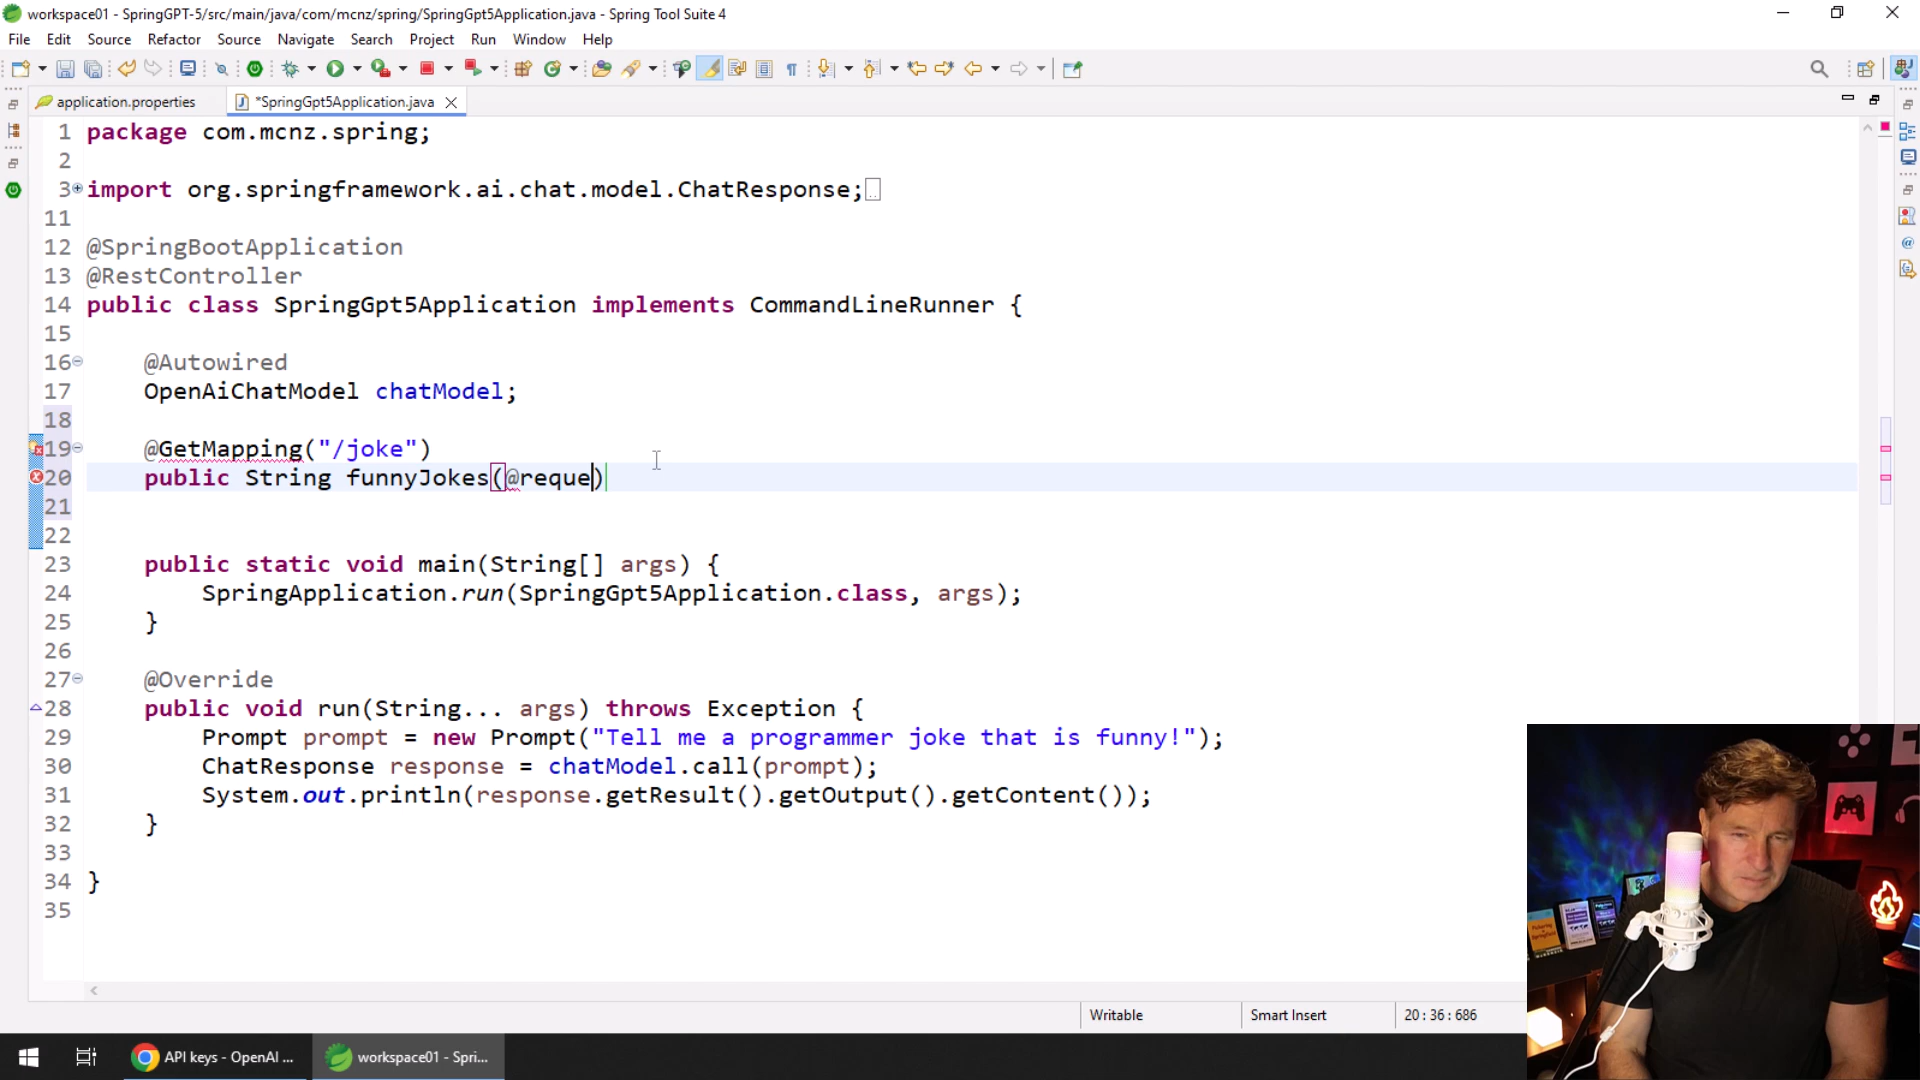 workspace01 - SpringGPT-5/src/main/java/com/mcnz/spring/SpringGpt5Application.java - Spring Tool Suite 4
File Edit Source Refactor Source Navigate Search Project Run Window Help
application.properties *SpringGpt5Application.java
1 package com.mcnz.spring;
2
3 import org.springframework.ai.chat.model.ChatResponse;
11
12 @SpringBootApplication
13 @RestController
14 public class SpringGpt5Application implements CommandLineRunner {
15
16 @Autowired
17 OpenAiChatModel chatModel;
18
19 @GetMapping("/joke")
20 public String funnyJokes(@reque)
21
22
23 public static void main(String[] args) {
24 SpringApplication.run(SpringGpt5Application.class, args);
25 }
26
27 @Override
28 public void run(String... args) throws Exception {
29 Prompt prompt = new Prompt("Tell me a programmer joke that is funny!");
30 ChatResponse response = chatModel.call(prompt);
31 System.out.println(response.getResult().getOutput().getContent());
32 }
33
34 }
35
Writable Smart Insert 20 : 36 : 686
API keys - OpenAI ... workspace01 - Spri...